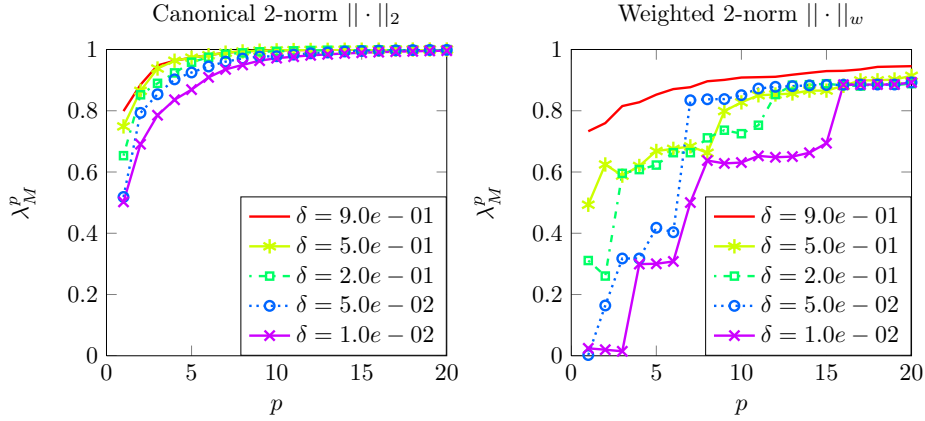 Canonical 2-norm || · ||₂
1
0.8
0.6
0.4
0.2
0
λ_M^p
δ = 9.0e − 01
δ = 5.0e − 01
δ = 2.0e − 01
δ = 5.0e − 02
δ = 1.0e − 02
0 5 10 15 20
p
Weighted 2-norm || · ||_w
1
0.8
0.6
0.4
0.2
0
λ_M^p
δ = 9.0e − 01
δ = 5.0e − 01
δ = 2.0e − 01
δ = 5.0e − 02
δ = 1.0e − 02
0 5 10 15 20
p